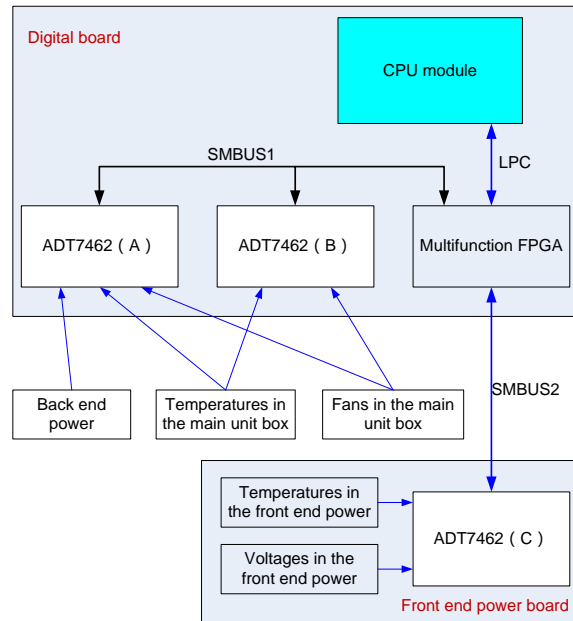 Digital board
CPU module
SMBUS1
LPC
ADT7462（A）
ADT7462（B）
Multifunction FPGA
Back end
power
Temperatures in
the main unit box
Fans in the main
unit box
SMBUS2
Temperatures in
the front end power
ADT7462（C）
Voltages in the
front end power
Front end power board